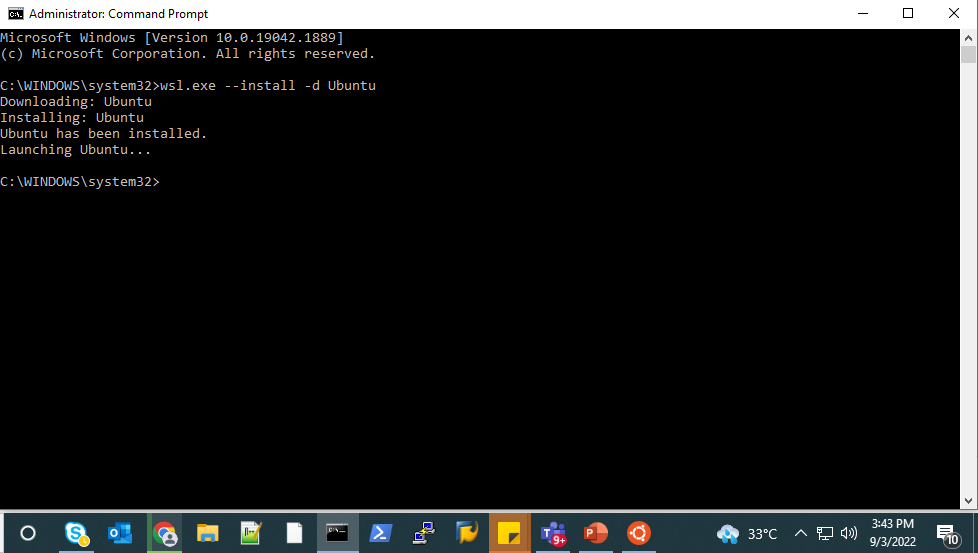 Administrator: Command Prompt
Microsoft Windows [Version 10.0.19042.1889]
(c) Microsoft Corporation. All rights reserved.
C:\WINDOWS\system32>wsl.exe --install -d Ubuntu
Downloading: Ubuntu
Installing: Ubuntu
Ubuntu has been installed.
Launching Ubuntu...
C:\WINDOWS\system32>
9+
33°C
3:43 PM
9/3/2022
10